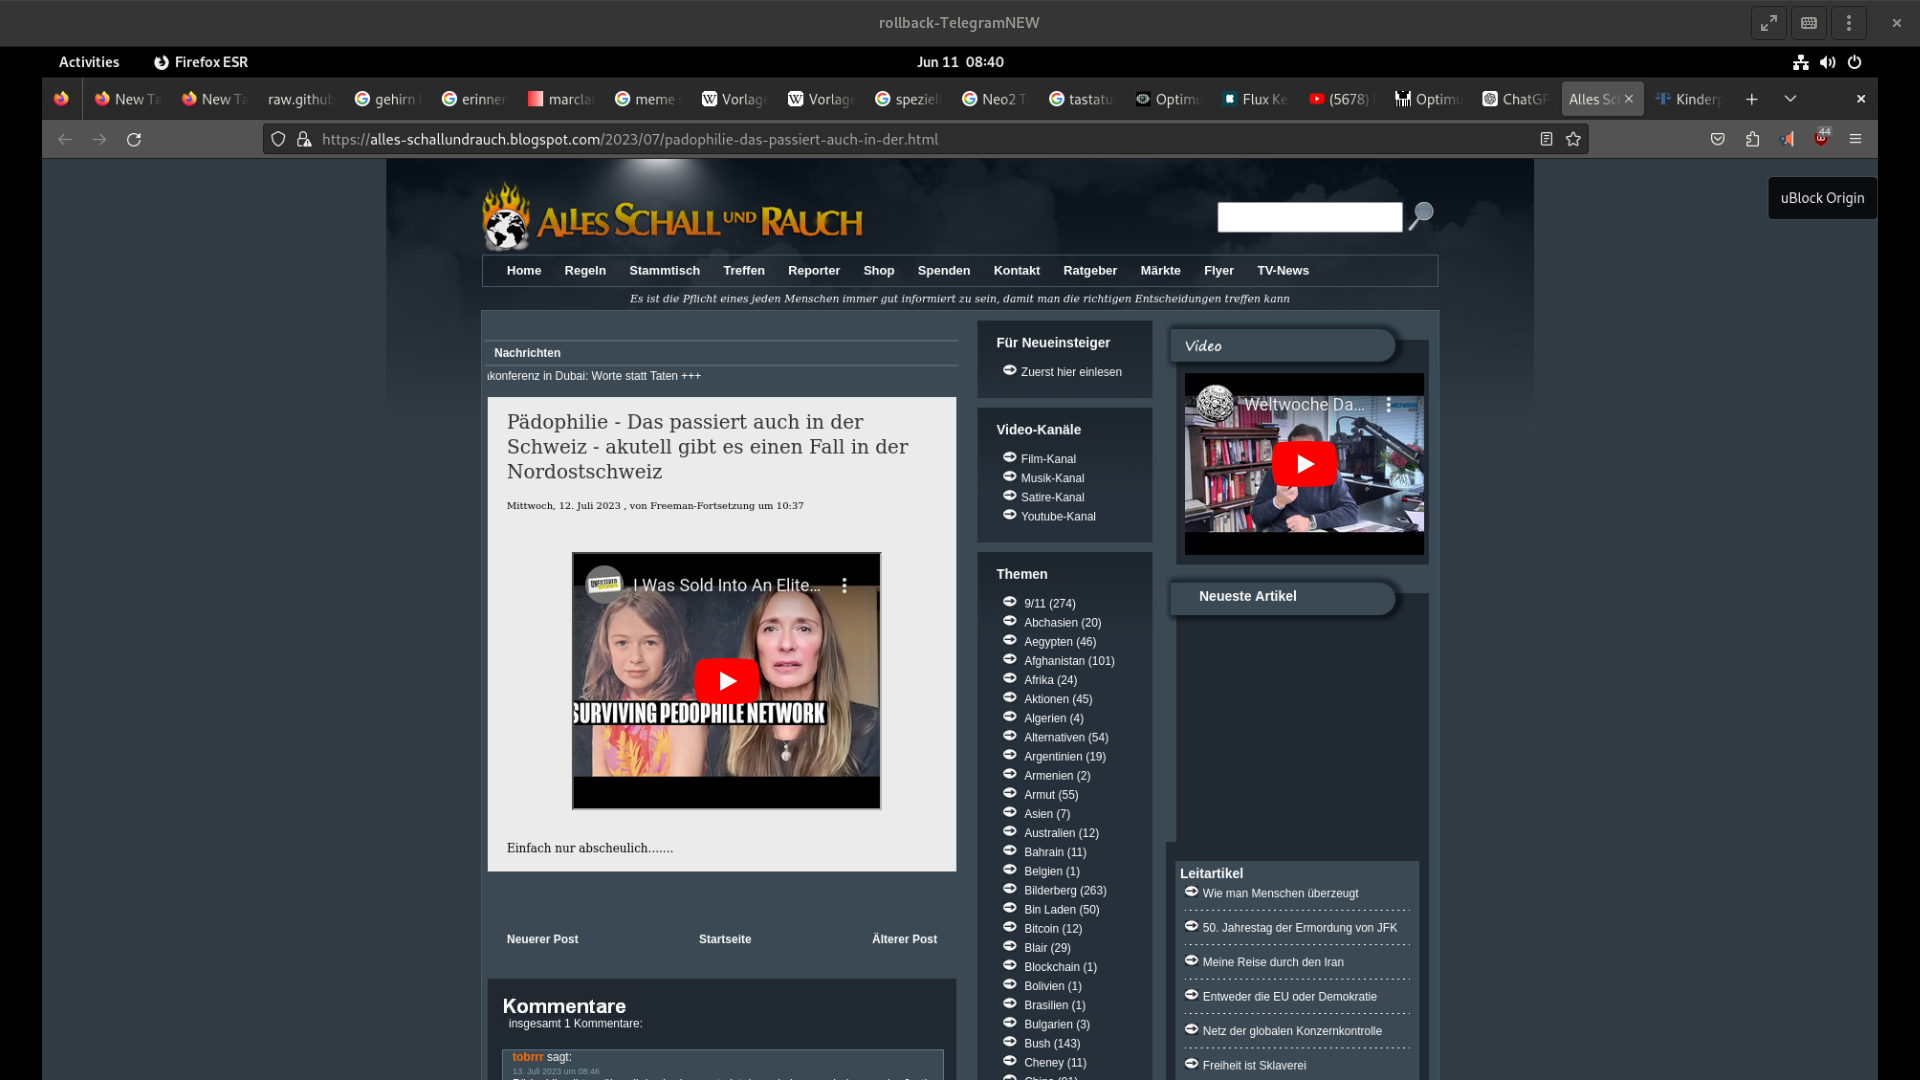 rollback-TelegramNEW
Activities
Firefox ESR
Jun 11 08:40
New Ta
New Ta
raw.github
gehirn
erinner
marcla
meme
Vorlage
Vorlage
speziell
Neo2 T
tastatu
Optimu
Flux Ke
(5678)
Optimu
ChatGP
Alles Sc
Kinderp
https://alles-schallundrauch.blogspot.com/2023/07/padophilie-das-passiert-auch-in-der.html
44
uBlock Origin
ALLES SCHALL UND RAUCH
Home
Regeln
Stammtisch
Treffen
Reporter
Shop
Spenden
Kontakt
Ratgeber
Märkte
Flyer
TV-News
Es ist die Pflicht eines jeden Menschen immer gut informiert zu sein, damit man die richtigen Entscheidungen treffen kann
Nachrichten
konferenz in Dubai: Worte statt Taten +++
Pädophilie - Das passiert auch in der
Schweiz - akutell gibt es einen Fall in der
Nordostschweiz
Mittwoch, 12. Juli 2023 , von Freeman-Fortsetzung um 10:37
I Was Sold Into An Elite...
SURVIVING PEDOPHILE NETWORK
Einfach nur abscheulich.......
Neuerer Post
Startseite
Älterer Post
Kommentare
insgesamt 1 Kommentare:
tobrrr sagt:
13. Juli 2023 um 08:46
Für Neueinsteiger
Zuerst hier einlesen
Video-Kanäle
Film-Kanal
Musik-Kanal
Satire-Kanal
Youtube-Kanal
Themen
9/11 (274)
Abchasien (20)
Aegypten (46)
Afghanistan (101)
Afrika (24)
Aktionen (45)
Algerien (4)
Alternativen (54)
Argentinien (19)
Armenien (2)
Armut (55)
Asien (7)
Australien (12)
Bahrain (11)
Belgien (1)
Bilderberg (263)
Bin Laden (50)
Bitcoin (12)
Blair (29)
Blockchain (1)
Bolivien (1)
Brasilien (1)
Bulgarien (3)
Bush (143)
Cheney (11)
Video
Weltwoche Da...
Neueste Artikel
Leitartikel
Wie man Menschen überzeugt
50. Jahrestag der Ermordung von JFK
Meine Reise durch den Iran
Entweder die EU oder Demokratie
Netz der globalen Konzernkontrolle
Freiheit ist Sklaverei